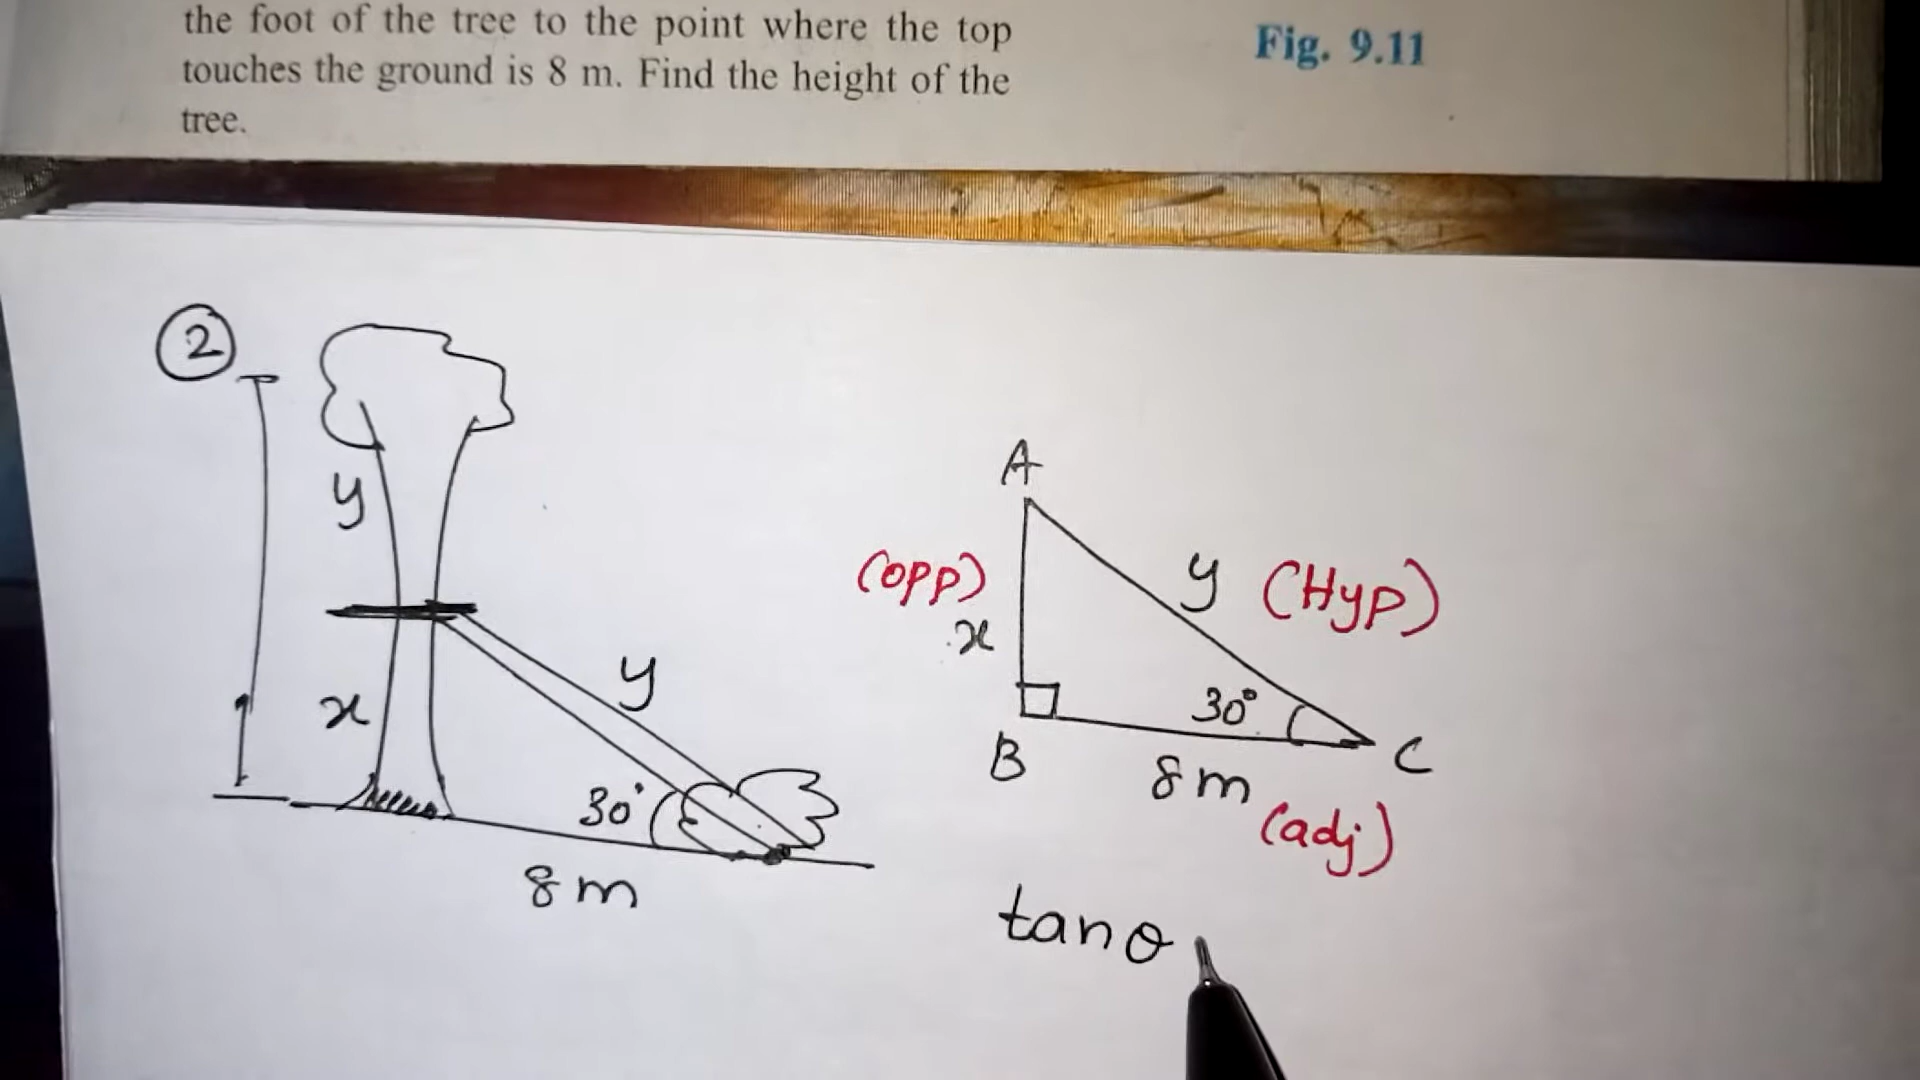 the foot of the tree to the point where the top
touches the ground is 8 m. Find the height of the
tree.
Fig. 9.11
2
y
x
y
30°
8 m
A
(opp)
x
y (Hyp)
30°
B
C
8 m
(adj)
tan θ